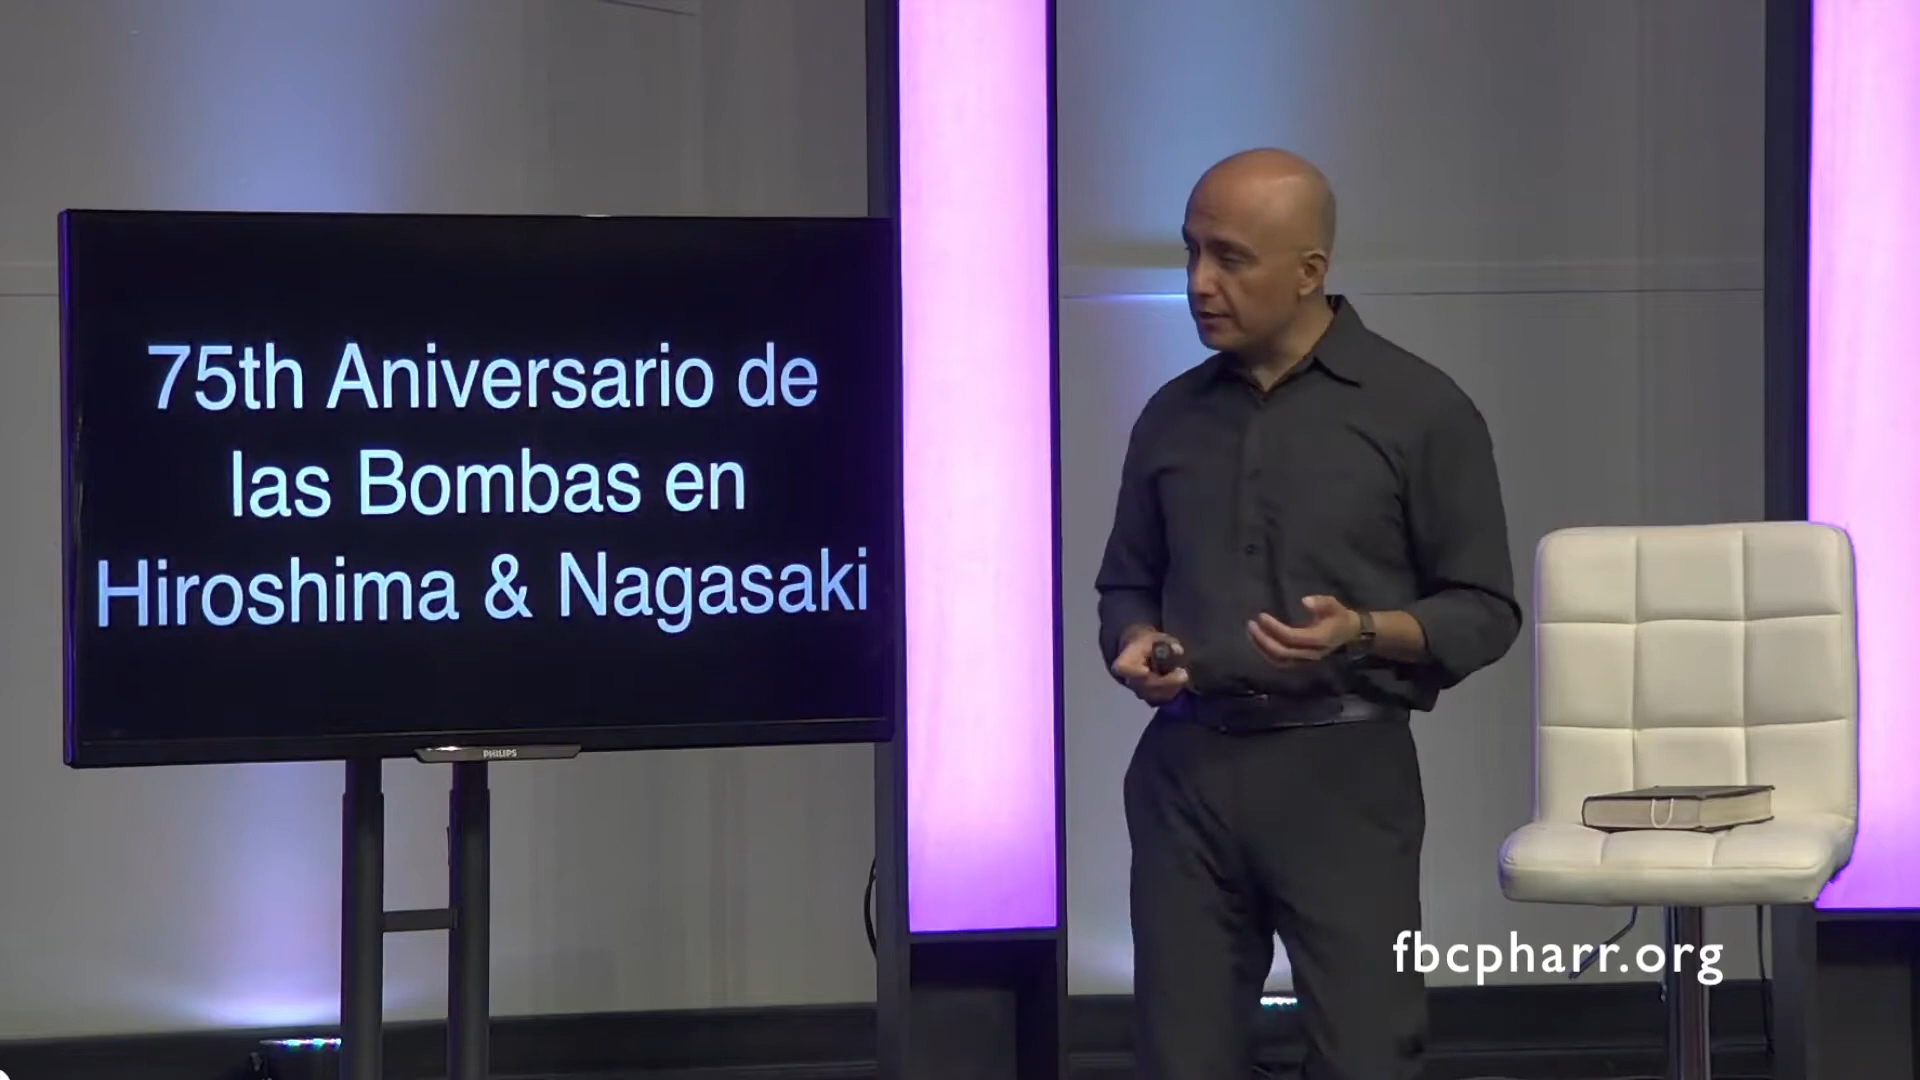 75th Aniversario de
las Bombas en
Hiroshima & Nagasaki
PHILIPS
fbcpharr.org